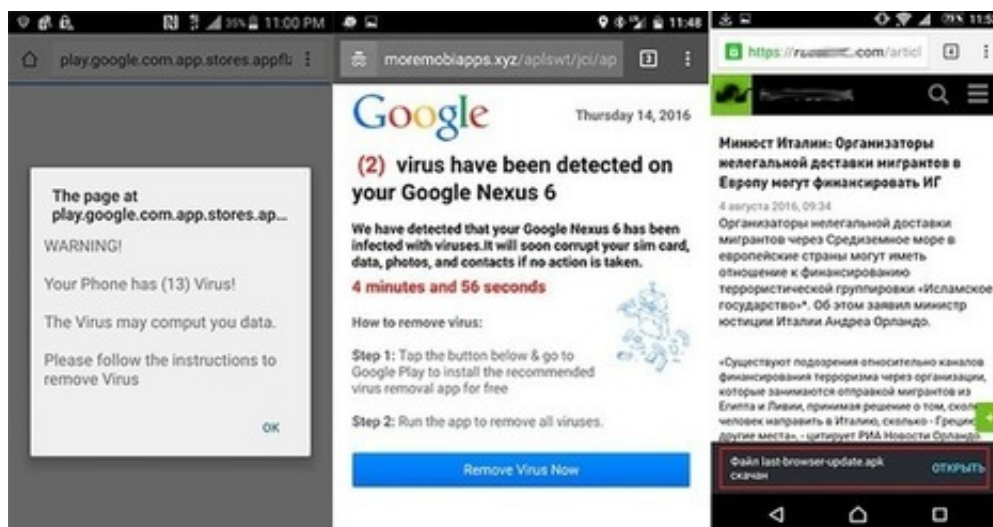 35% 11:00 PM
play.google.com.app.stores.appfl
The page at
play.google.com.app.stores.ap...
WARNING!
Your Phone has (13) Virus!
The Virus may comput you data.
Please follow the instructions to
remove Virus
OK
11:48
moremobiapps.xyz/aplswt/jci/ap
3
Google
Thursday 14, 2016
(2) virus have been detected on
your Google Nexus 6
We have detected that your Google Nexus 6 has been
infected with viruses.It will soon corrupt your sim card,
data, photos, and contacts if no action is taken.
4 minutes and 56 seconds
How to remove virus:
Step 1: Tap the button below & go to
Google Play to install the recommended
virus removal app for free
Step 2: Run the app to remove all viruses.
Remove Virus Now
11:5
https://ru .com/articl
Минюст Италии: Организаторы
нелегальной доставки мигрантов в
Европу могут финансировать ИГ
4 августа 2016, 09:34
Организаторы нелегальной доставки
мигрантов через Средиземное море в
европейские страны могут иметь
отношение к финансированию
террористической группировки «Исламское
государство»*. Об этом заявил министр
юстиции Италии Андреа Орландо.
«Существуют подозрения относительно каналов
финансирования терроризма через организации,
которые занимаются отправкой мигрантов из
Египта и Ливии, принимая решение о том,
человек направить в Италию, сколько -
другие места», - цитирует РИА Новости Орландо.
Файл last-browser-update.apk
скачан
ОТКРЫТЬ